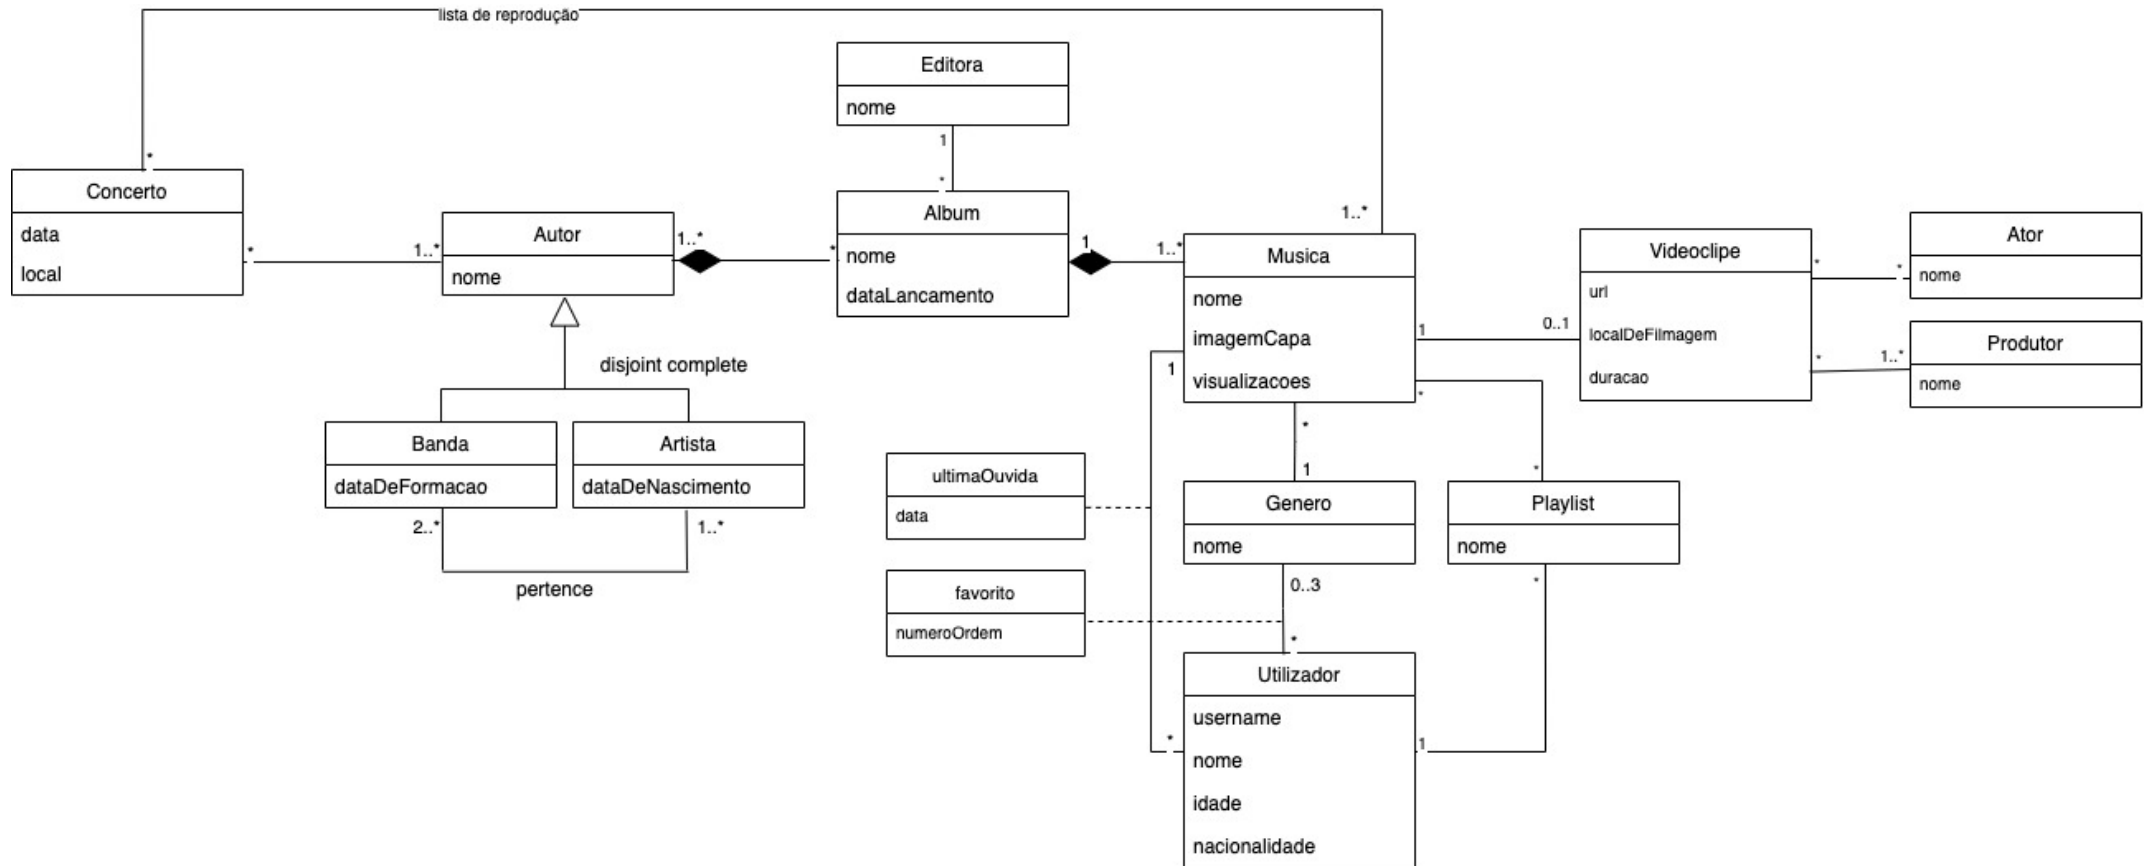 lista de reprodução
Editora
nome
1
*
*
Concerto
data
local
*
1..*
Autor
nome
1..*
*
Album
nome
dataLancamento
1
1..*
1..*
Musica
nome
imagemCapa
visualizacoes
1
0..1
Videoclipe
url
localDeFilmagem
duracao
*
*
Ator
nome
*
1..*
Produtor
nome
disjoint complete
Banda
dataDeFormacao
Artista
dataDeNascimento
2..*
1..*
pertence
1
*
*
1
*
ultimaOuvida
data
Genero
nome
Playlist
nome
favorito
numeroOrdem
0..3
*
*
*
1
Utilizador
username
nome
idade
nacionalidade